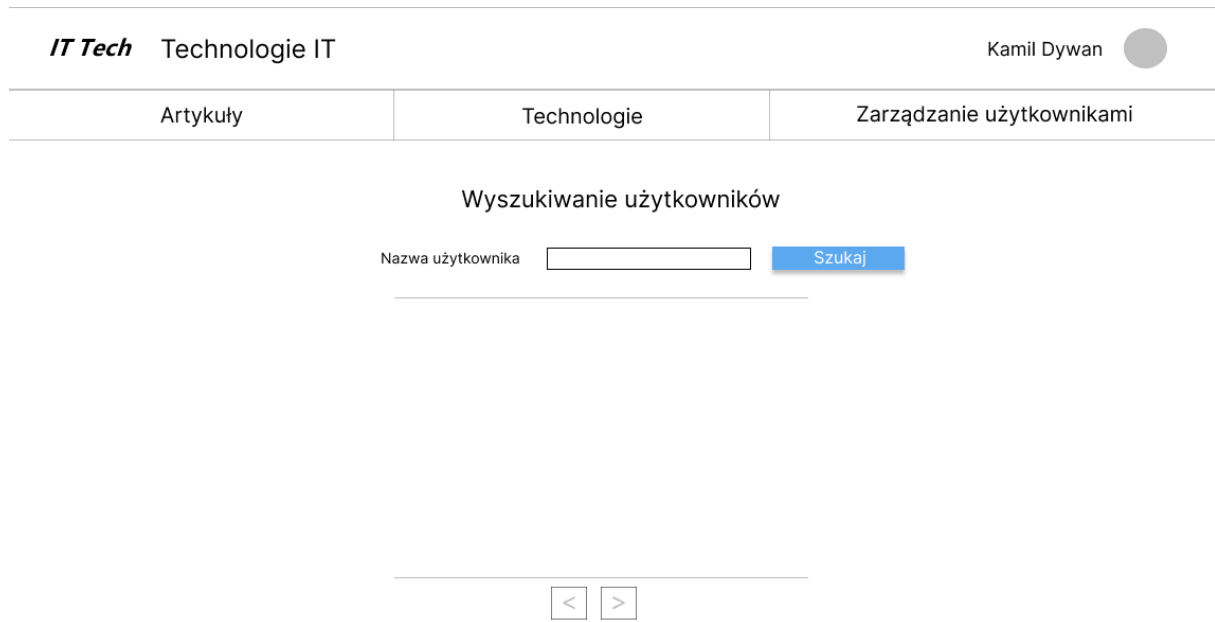 IT Tech Technologie IT Kamil Dywan
Artykuły Technologie Zarządzanie użytkownikami
Wyszukiwanie użytkowników
Nazwa użytkownika Szukaj
< >